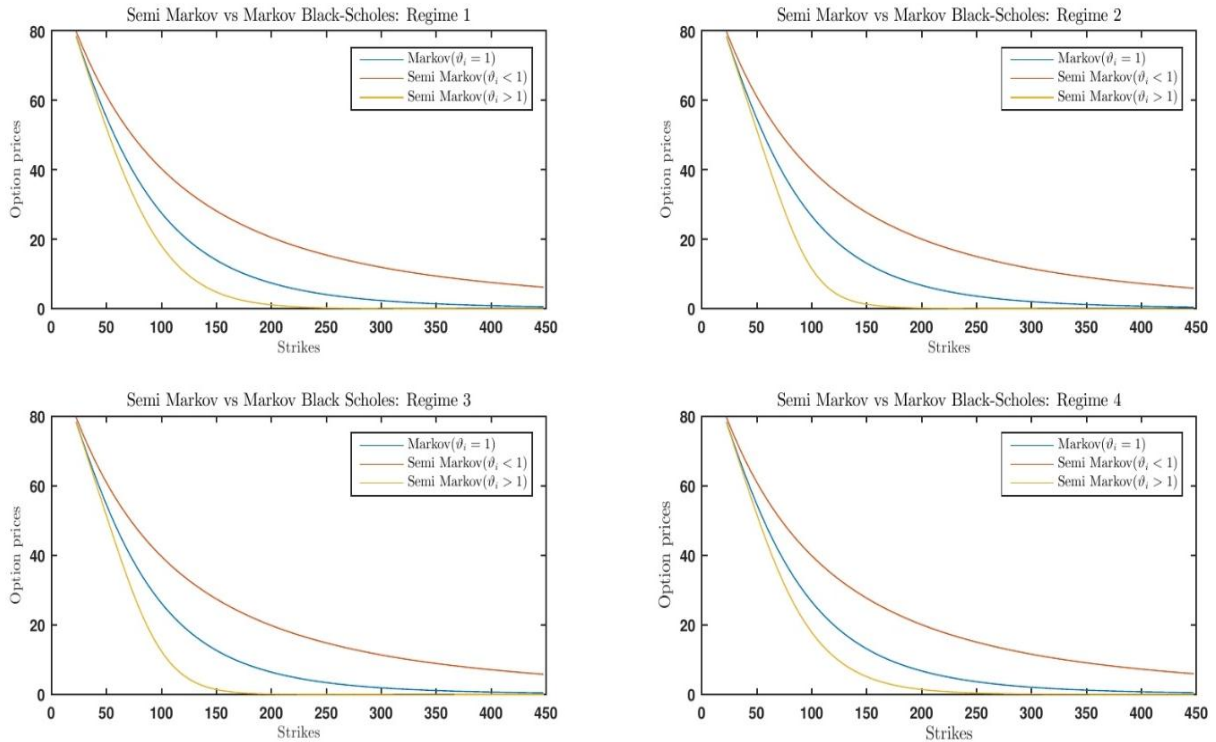 Semi Markov vs Markov Black-Scholes: Regime 1
Markov(ϑᵢ = 1)
Semi Markov(ϑᵢ < 1)
Semi Markov(ϑᵢ > 1)
Option prices
80
60
40
20
0
0 50 100 150 200 250 300 350 400 450
Strikes
Semi Markov vs Markov Black-Scholes: Regime 2
Markov(ϑᵢ = 1)
Semi Markov(ϑᵢ < 1)
Semi Markov(ϑᵢ > 1)
Option prices
80
60
40
20
0
0 50 100 150 200 250 300 350 400 450
Strikes
Semi Markov vs Markov Black Scholes: Regime 3
Markov(ϑᵢ = 1)
Semi Markov(ϑᵢ < 1)
Semi Markov(ϑᵢ > 1)
Option prices
80
60
40
20
0
0 50 100 150 200 250 300 350 400 450
Strikes
Semi Markov vs Markov Black-Scholes: Regime 4
Markov(ϑᵢ = 1)
Semi Markov(ϑᵢ < 1)
Semi Markov(ϑᵢ > 1)
Option prices
80
60
40
20
0
0 50 100 150 200 250 300 350 400 450
Strikes